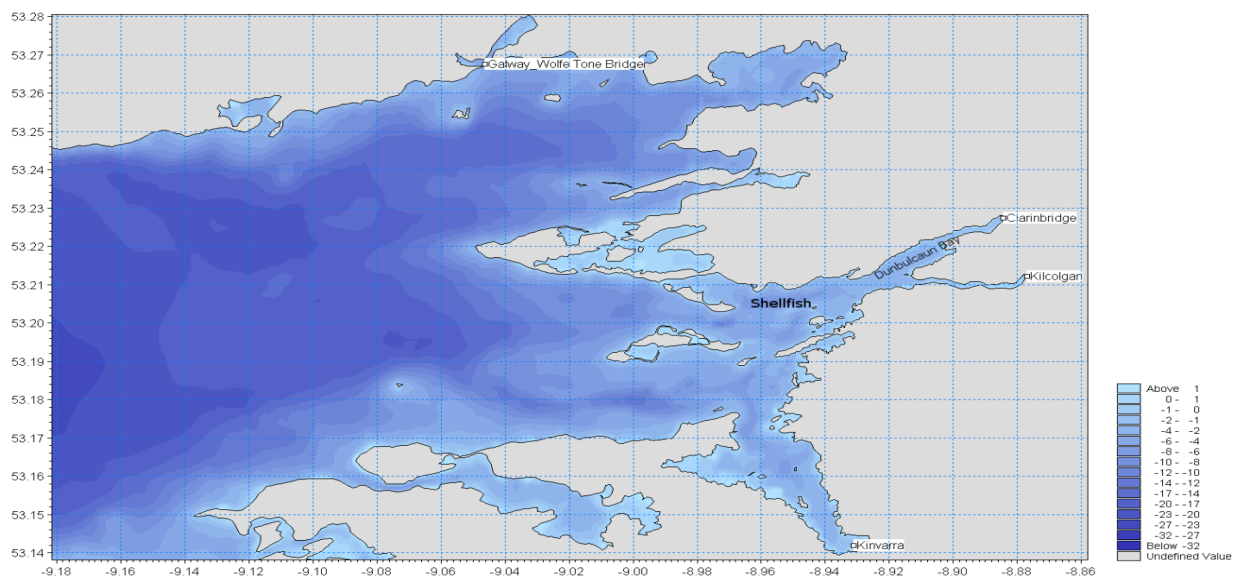 53.28
53.27
53.26
53.25
53.24
53.23
53.22
53.21
53.20
53.19
53.18
53.17
53.16
53.15
53.14
Galway_Wolfe Tone Bridge
Clarinbridge
Dunbulcaun Bay
Kilcolgan
Shellfish
Kinvarra
-9.18 -9.16 -9.14 -9.12 -9.10 -9.08 -9.06 -9.04 -9.02 -9.00 -8.98 -8.96 -8.94 -8.92 -8.90 -8.88 -8.86
Above 1
0 - 1
-1 - 0
-2 - -1
-4 - -2
-6 - -4
-8 - -6
-10 - -8
-12 - -10
-14 - -12
-17 - -14
-20 - -17
-23 - -20
-27 - -23
-32 - -27
Below -32
Undefined Value